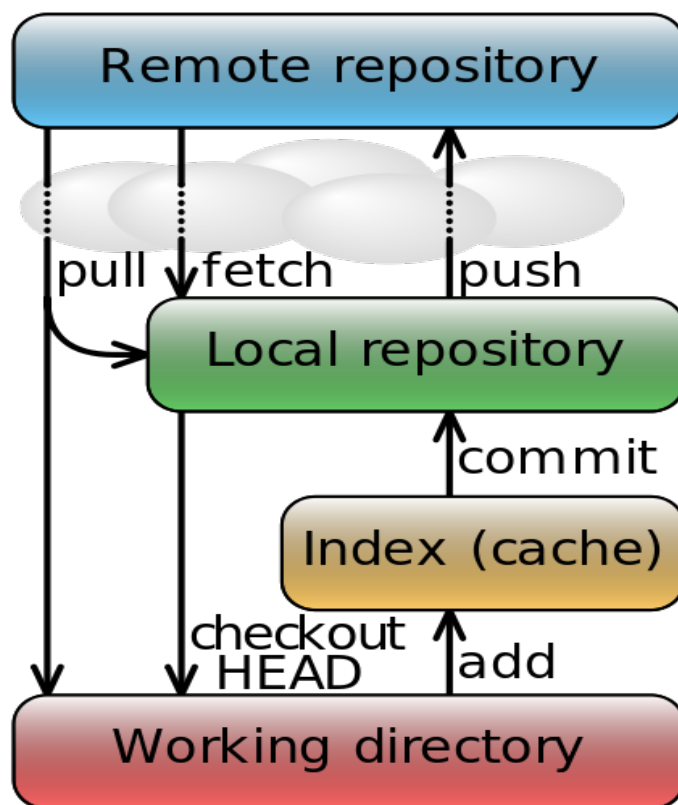 Remote repository
pull
fetch
push
Local repository
commit
Index (cache)
checkout
HEAD
add
Working directory